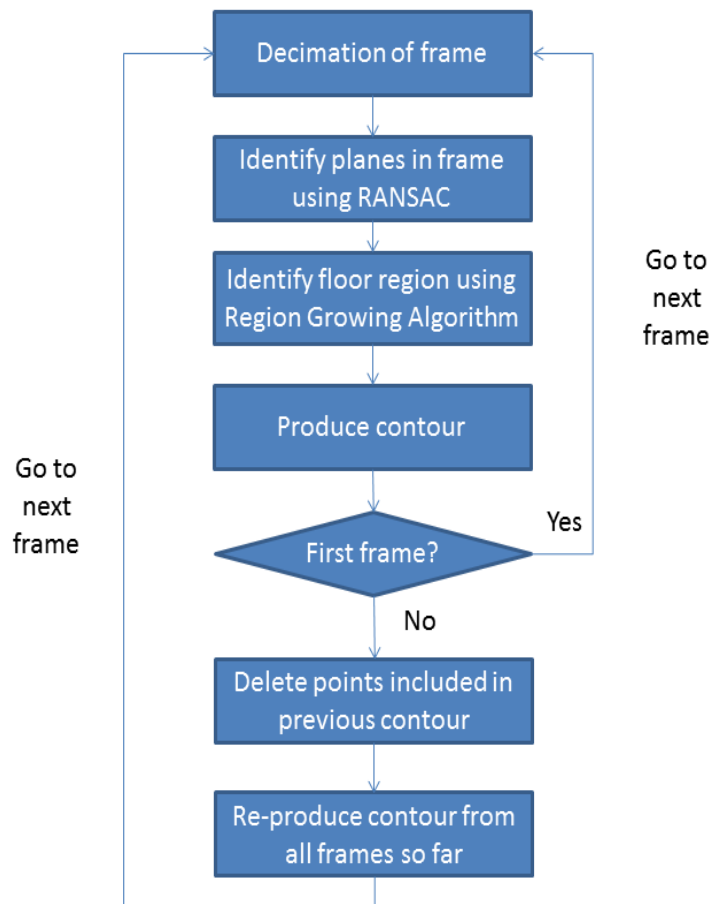 Decimation of frame
Identify planes in frame
using RANSAC
Identify floor region using
Region Growing Algorithm
Go to
next
frame
Produce contour
Go to
next
frame
First frame?
Yes
No
Delete points included in
previous contour
Re-produce contour from
all frames so far